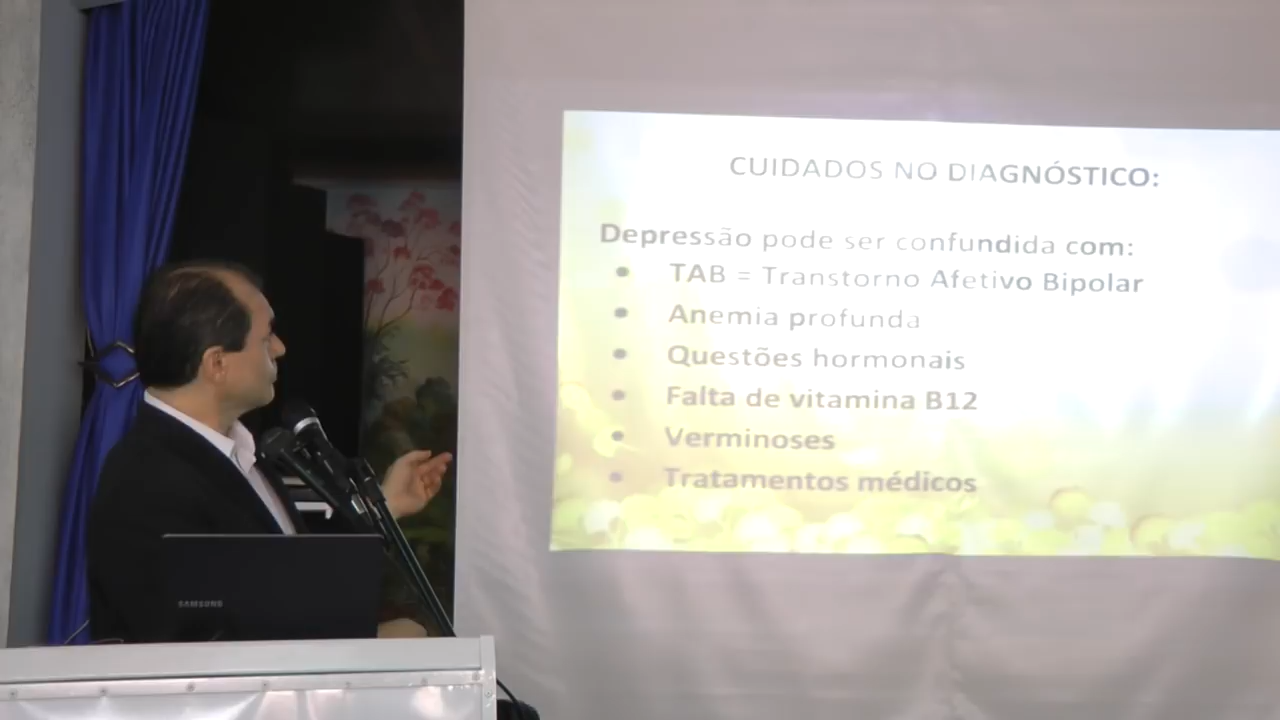 CUIDADOS NO DIAGNÓSTICO:
Depressão pode ser confundida com:
• TAB = Transtorno Afetivo Bipolar
• Anemia profunda
• Questões hormonais
• Falta de vitamina B12
• Verminoses
• Tratamentos médicos
SAMSUNG